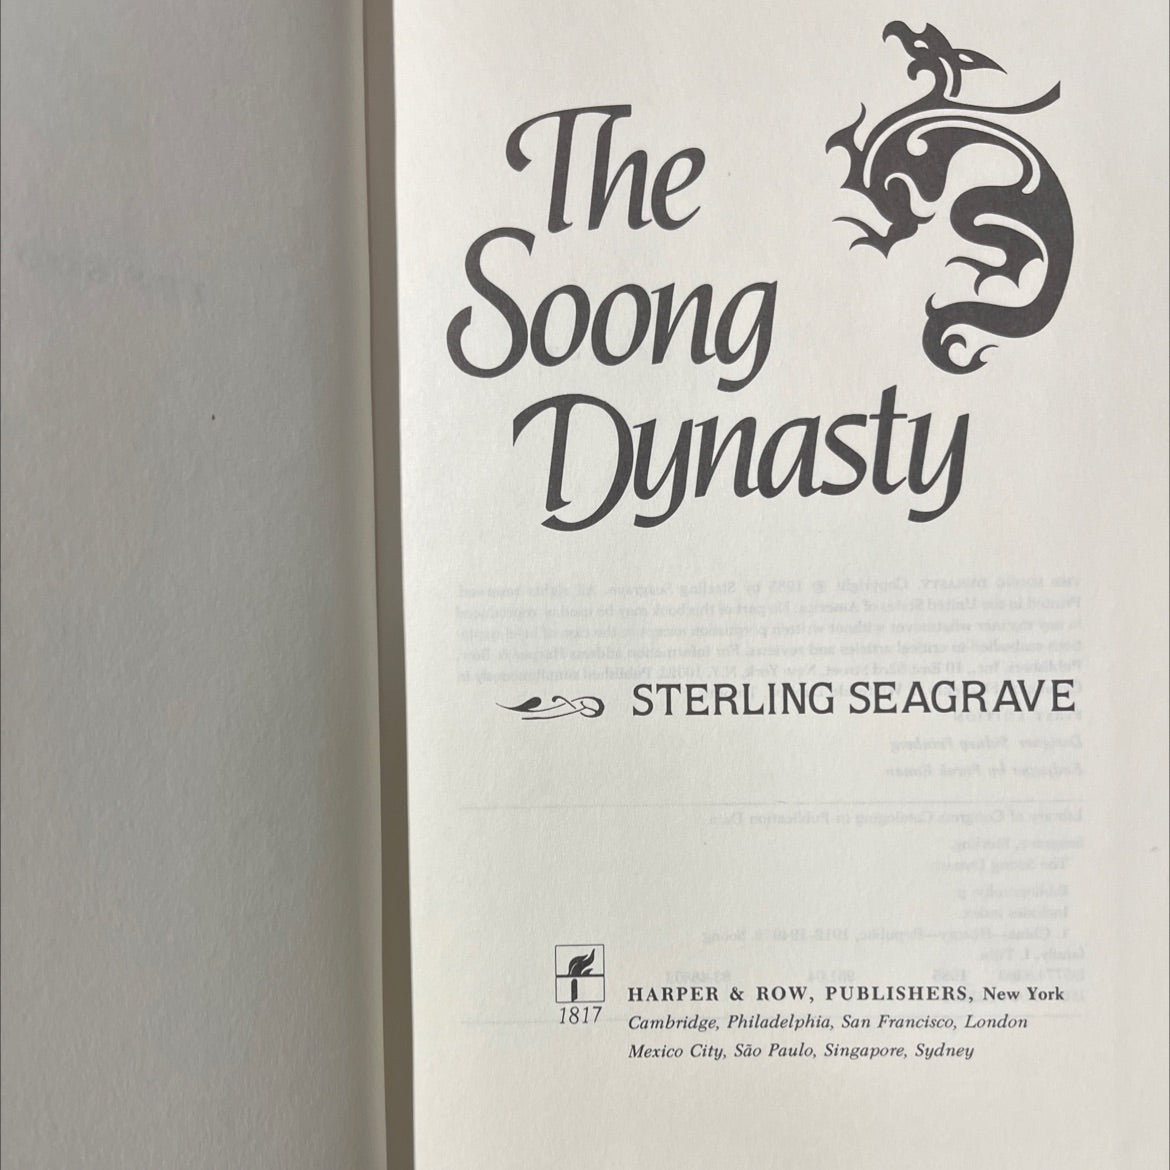 The
Soong
Dynasty
STERLING SEAGRAVE
1817
HARPER & ROW, PUBLISHERS, New York
Cambridge, Philadelphia, San Francisco, London
Mexico City, São Paulo, Singapore, Sydney